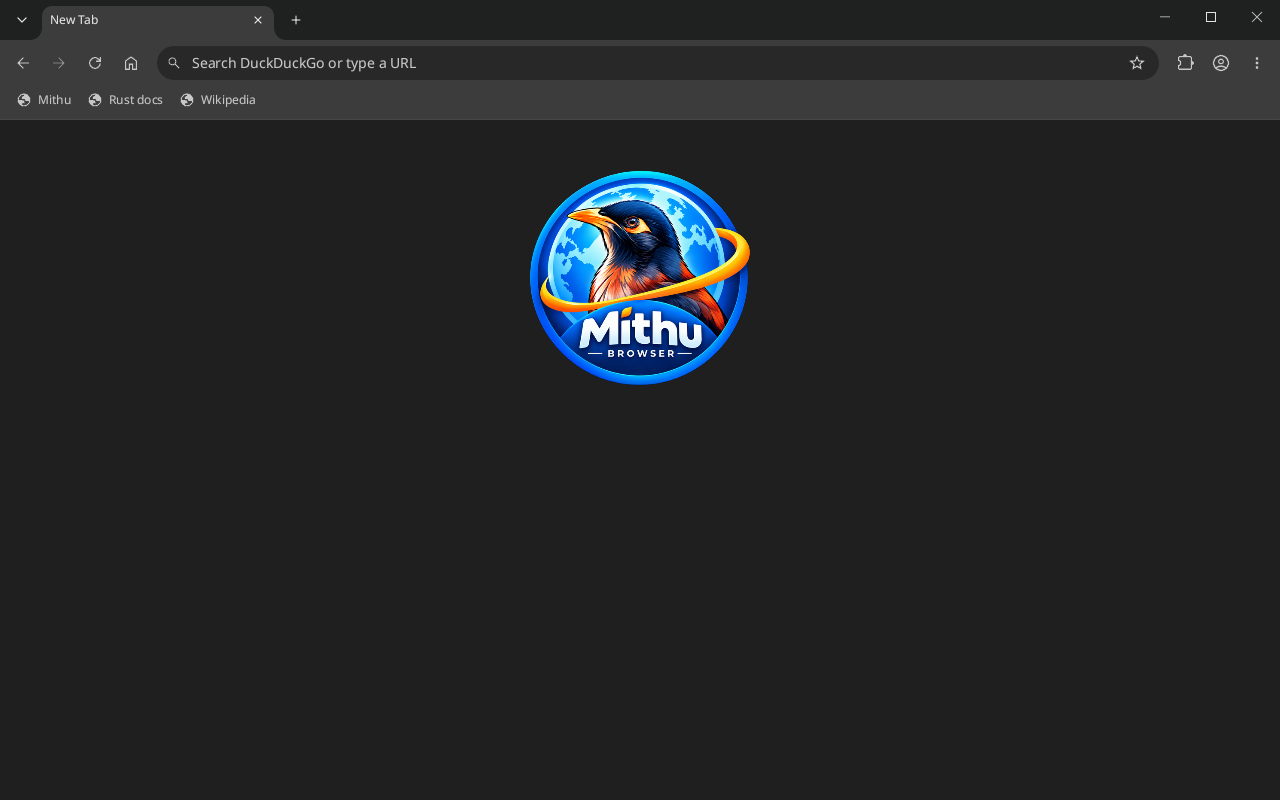 New Tab
Search DuckDuckGo or type a URL
Mithu
Rust docs
Wikipedia
Mithu
BROWSER